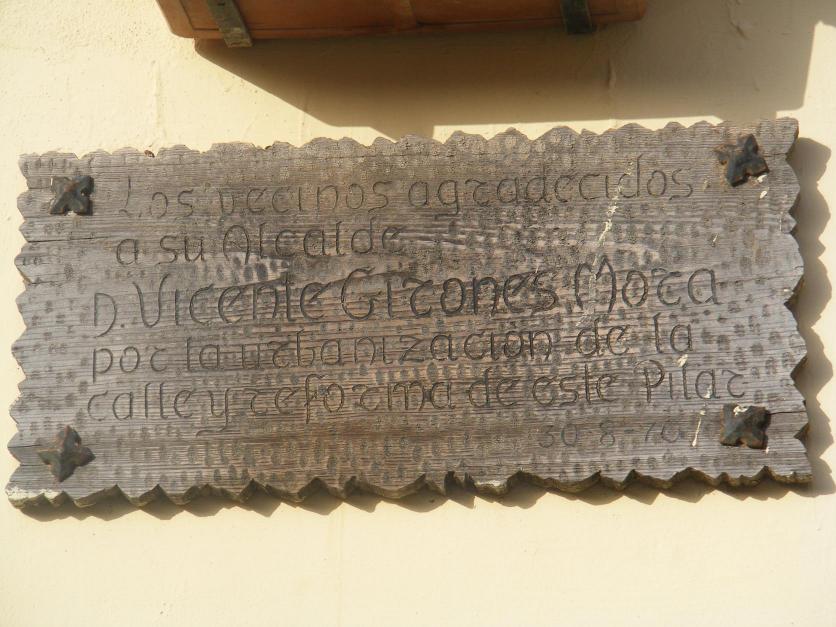 Los vecinos agradecidos
a su Alcalde
D. Vicente Girones Mora
por la urbanización de la
calle y reforma de este Pilar
30-8-70